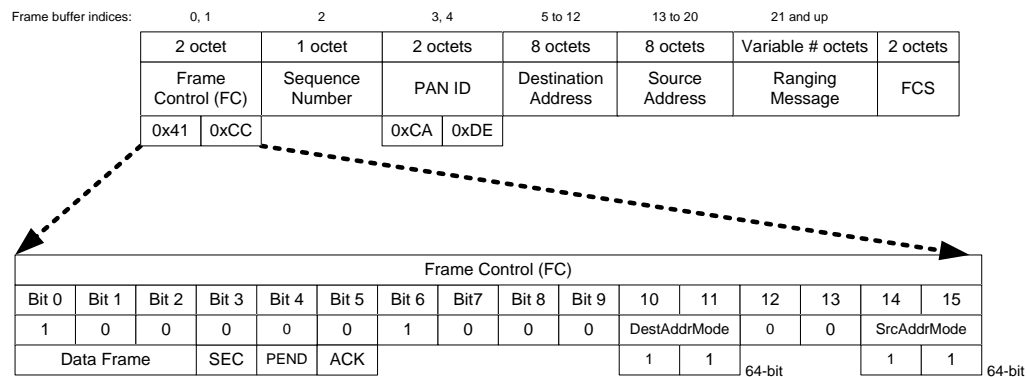 Frame buffer indices: 0, 1 2 3, 4 5 to 12 13 to 20 21 and up
2 octet 1 octet 2 octets 8 octets 8 octets Variable # octets 2 octets
Frame Control (FC) Sequence Number PAN ID Destination Address Source Address Ranging Message FCS
0x41 0xCC 0xCA 0xDE
Frame Control (FC)
Bit 0 Bit 1 Bit 2 Bit 3 Bit 4 Bit 5 Bit 6 Bit7 Bit 8 Bit 9 10 11 12 13 14 15
1 0 0 0 0 0 1 0 0 0 DestAddrMode 0 0 SrcAddrMode
Data Frame SEC PEND ACK 1 1 64-bit 1 1 64-bit